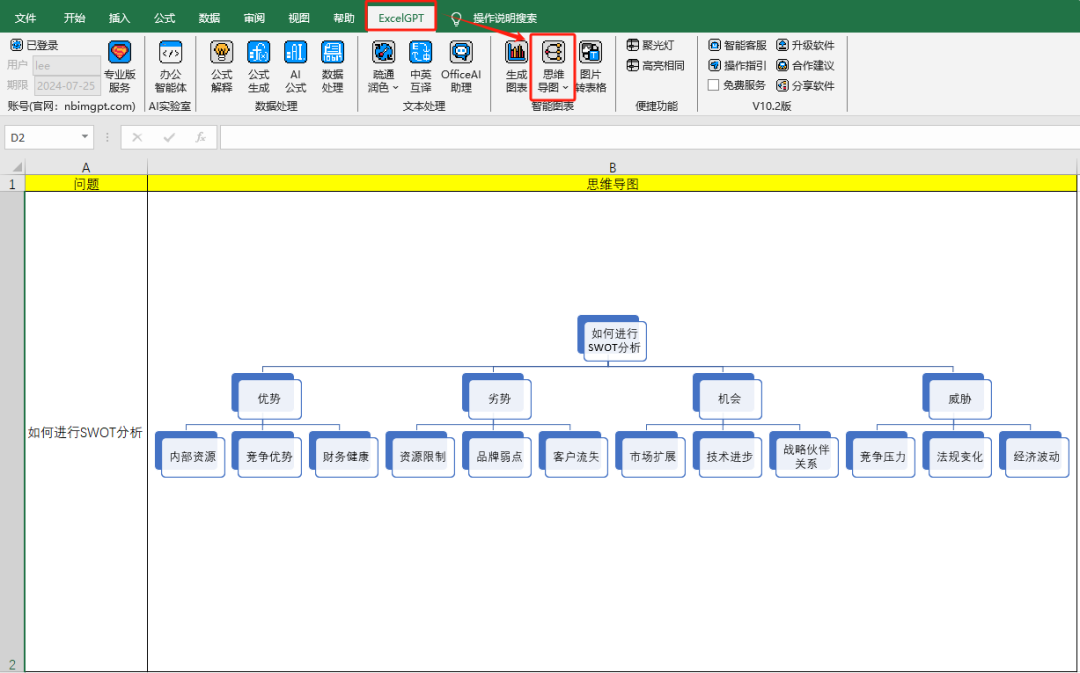 文件 开始 插入 公式 数据 审阅 视图 帮助 ExcelGPT 操作说明搜索
已登录
用户 lee
期限 2024-07-25
账号(官网：nbimgpt.com)
专业版
服务
办公
智能体
AI实验室
公式
解释
公式
生成
AI
公式
数据
处理
数据处理
疏通
润色
中英
互译
OfficeAI
助理
文本处理
生成
图表
思维
导图
图片
转表格
智能图表
聚光灯
高亮相同
便捷功能
智能客服 升级软件
操作指引 合作建议
免费服务 分享软件
V10.2版
D2
fx
A B
1 问题 思维导图
如何进行
SWOT分析
优势 劣势 机会 威胁
如何进行SWOT分析
内部资源 竞争优势 财务健康 资源限制 品牌弱点 客户流失 市场扩展 技术进步 战略伙伴
关系 竞争压力 法规变化 经济波动
2